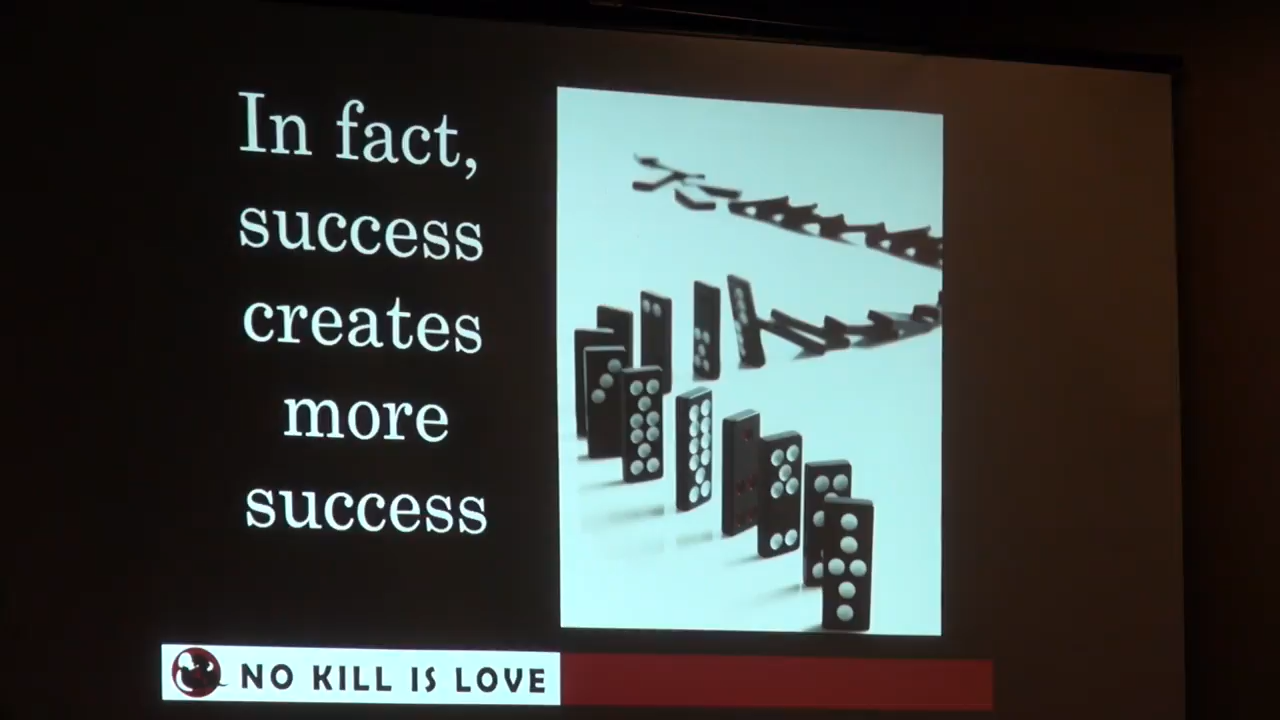 In fact,
success
creates
more
success
NO KILL IS LOVE